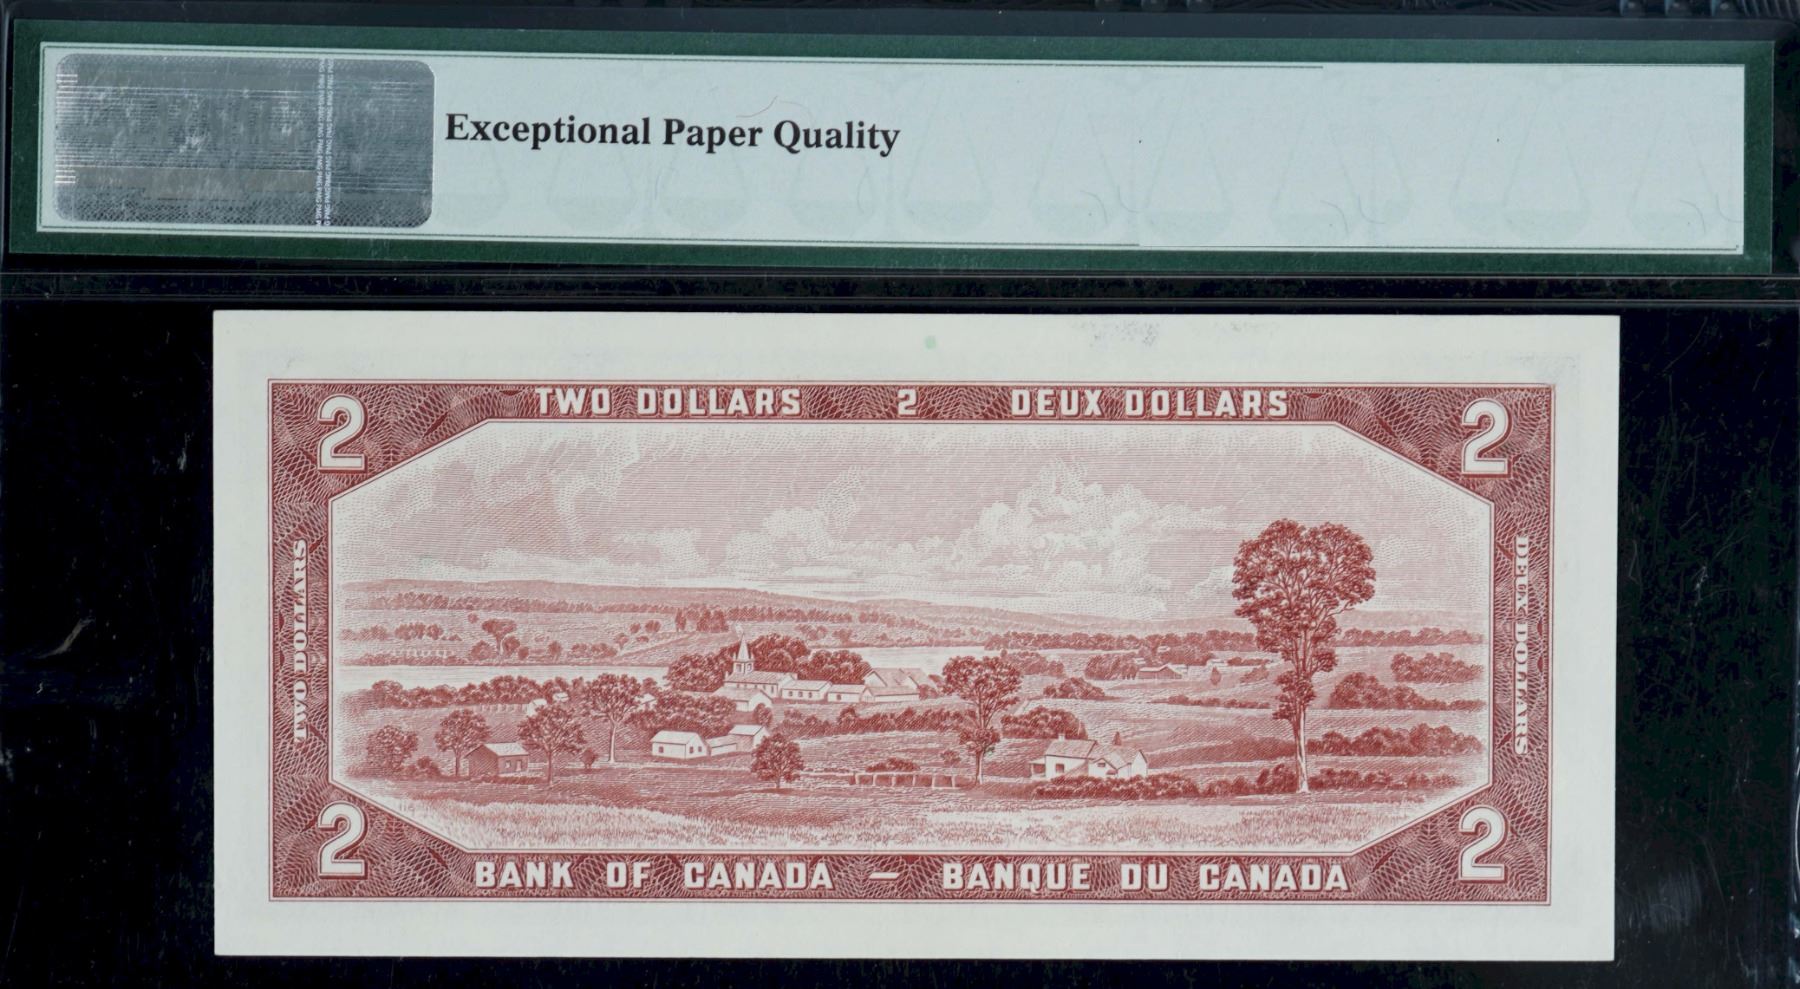 Exceptional Paper Quality
TWO DOLLARS 2 DEUX DOLLARS
2 2
TWO DOLLARS
DEUX DOLLARS
2 2
BANK OF CANADA — BANQUE DU CANADA